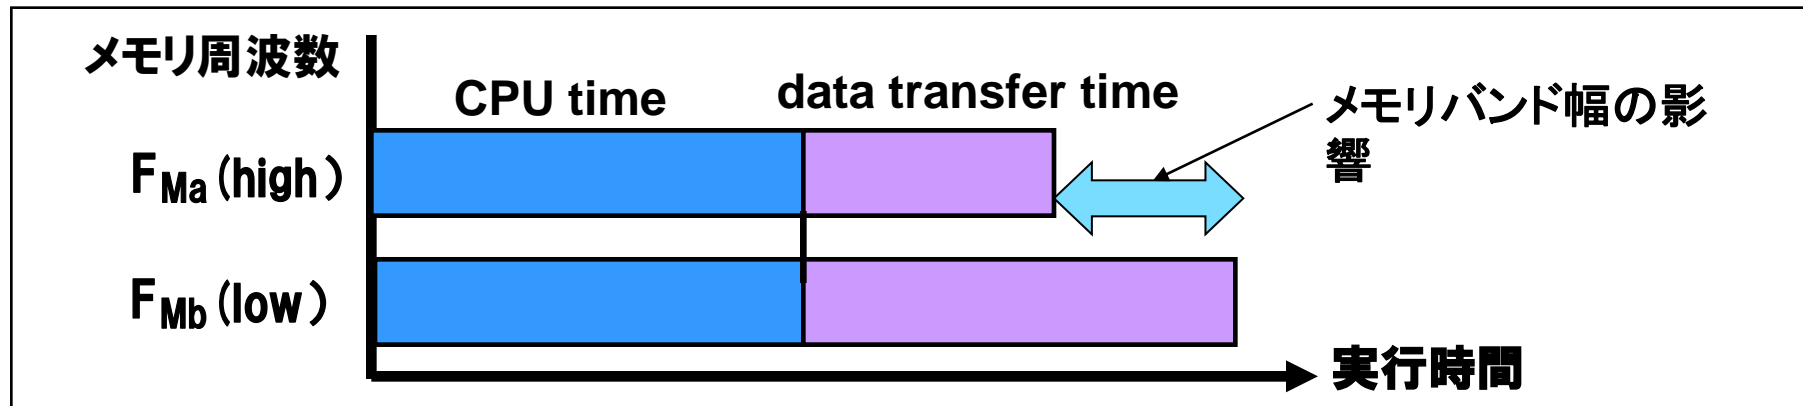 メモリ周波数
CPU time
data transfer time
メモリバンド幅の影
響
FMa(high)
FMb(low)
実行時間